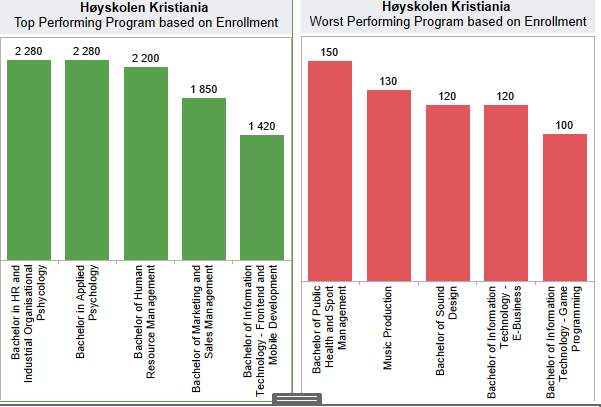 Høyskolen Kristiania
Top Performing Program based on Enrollment
2 280
2 280
2 200
1 850
1 420
Bachelor in HR and
Industrial Organisational
Pshycology
Bachelor in Applied
Psychology
Bachelor of Human
Resource Management
Bachelor of Marketing and
Sales Management
Bachelor of Information
Technology - Frontend and
Mobile Development
Høyskolen Kristiania
Worst Performing Program based on Enrollment
150
130
120
120
100
Bachelor of Public
Health and Sport
Management
Music Production
Bachelor of Sound
Design
Bachelor of Information
Technology -
E-Business
Bachelor of Information
Technology - Game
Programming